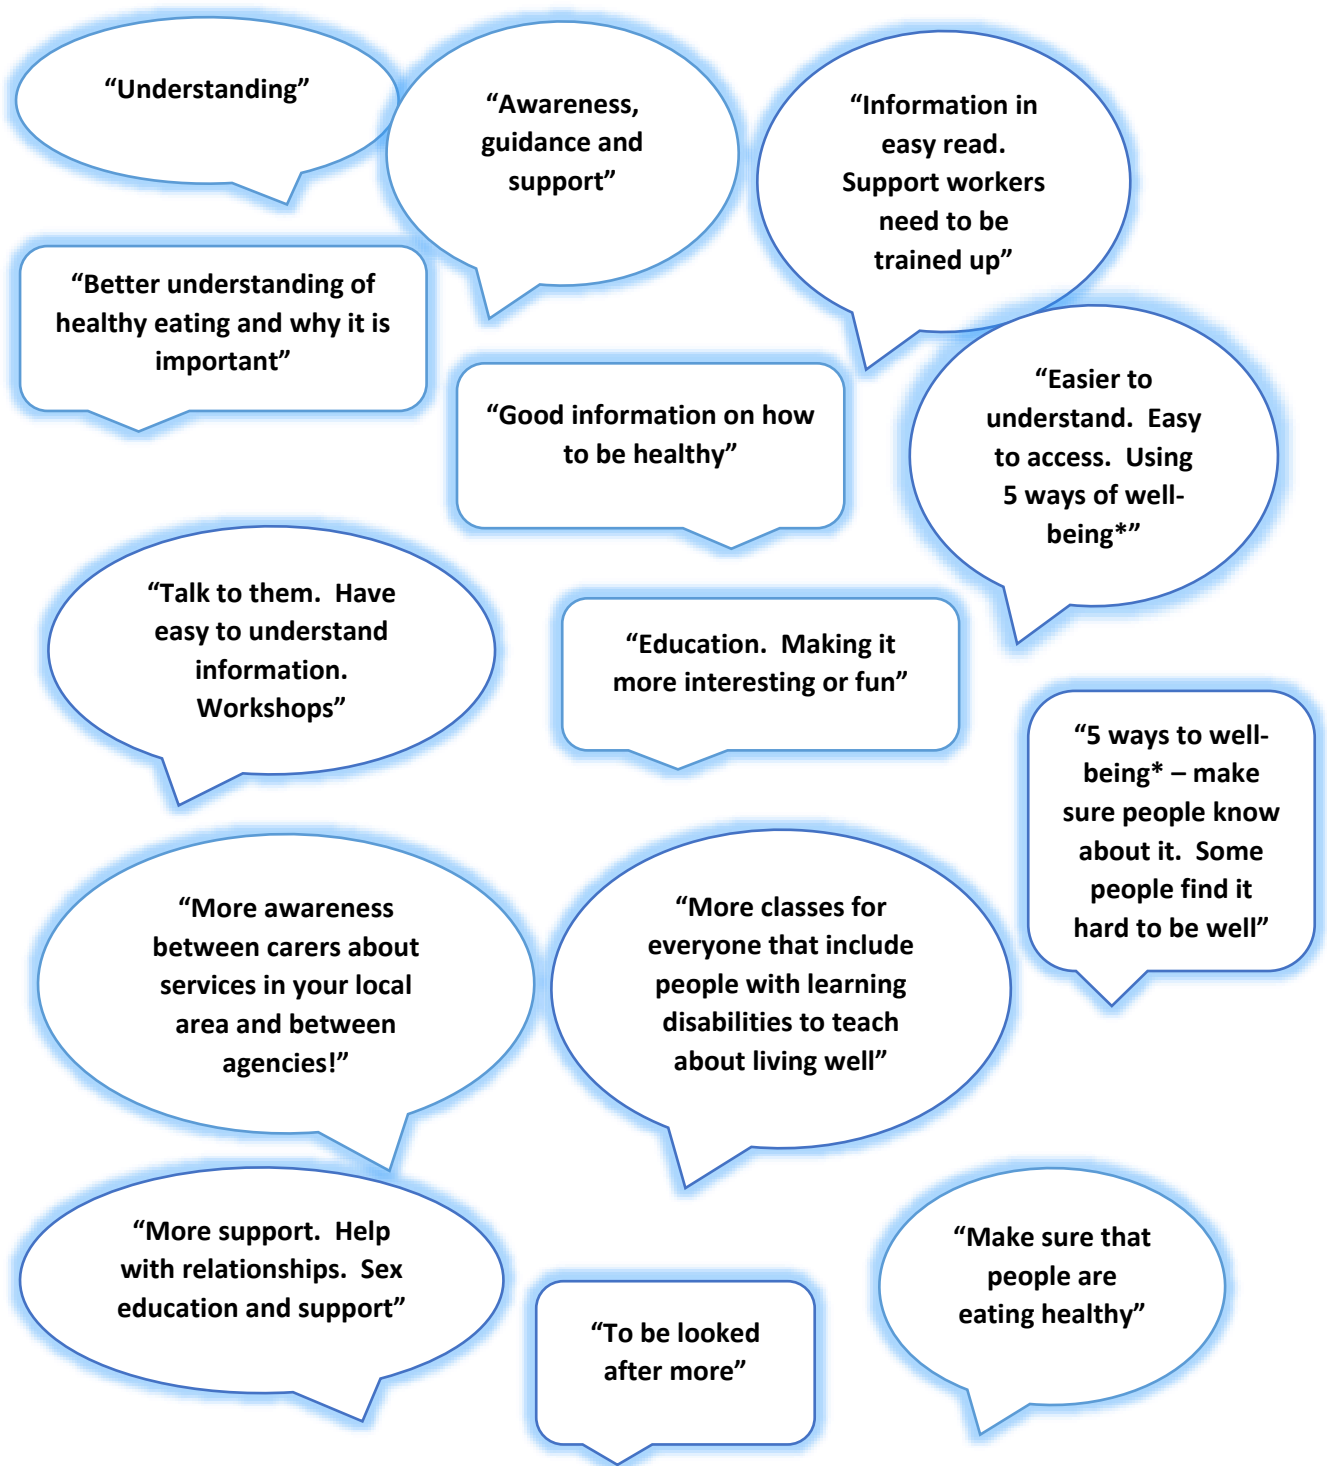 “Understanding”
“Awareness,
guidance and
support”
“Information in
easy read.
Support workers
need to be
trained up”
“Better understanding of
healthy eating and why it is
important”
“Good information on how
to be healthy”
“Easier to
understand.  Easy
to access.  Using
5 ways of well-
being*”
“Talk to them.  Have
easy to understand
information.
Workshops”
“Education.  Making it
more interesting or fun”
“5 ways to well-
being* – make
sure people know
about it.  Some
people find it
hard to be well”
“More awareness
between carers about
services in your local
area and between
agencies!”
“More classes for
everyone that include
people with learning
disabilities to teach
about living well”
“More support.  Help
with relationships.  Sex
education and support”
“To be looked
after more”
“Make sure that
people are
eating healthy”